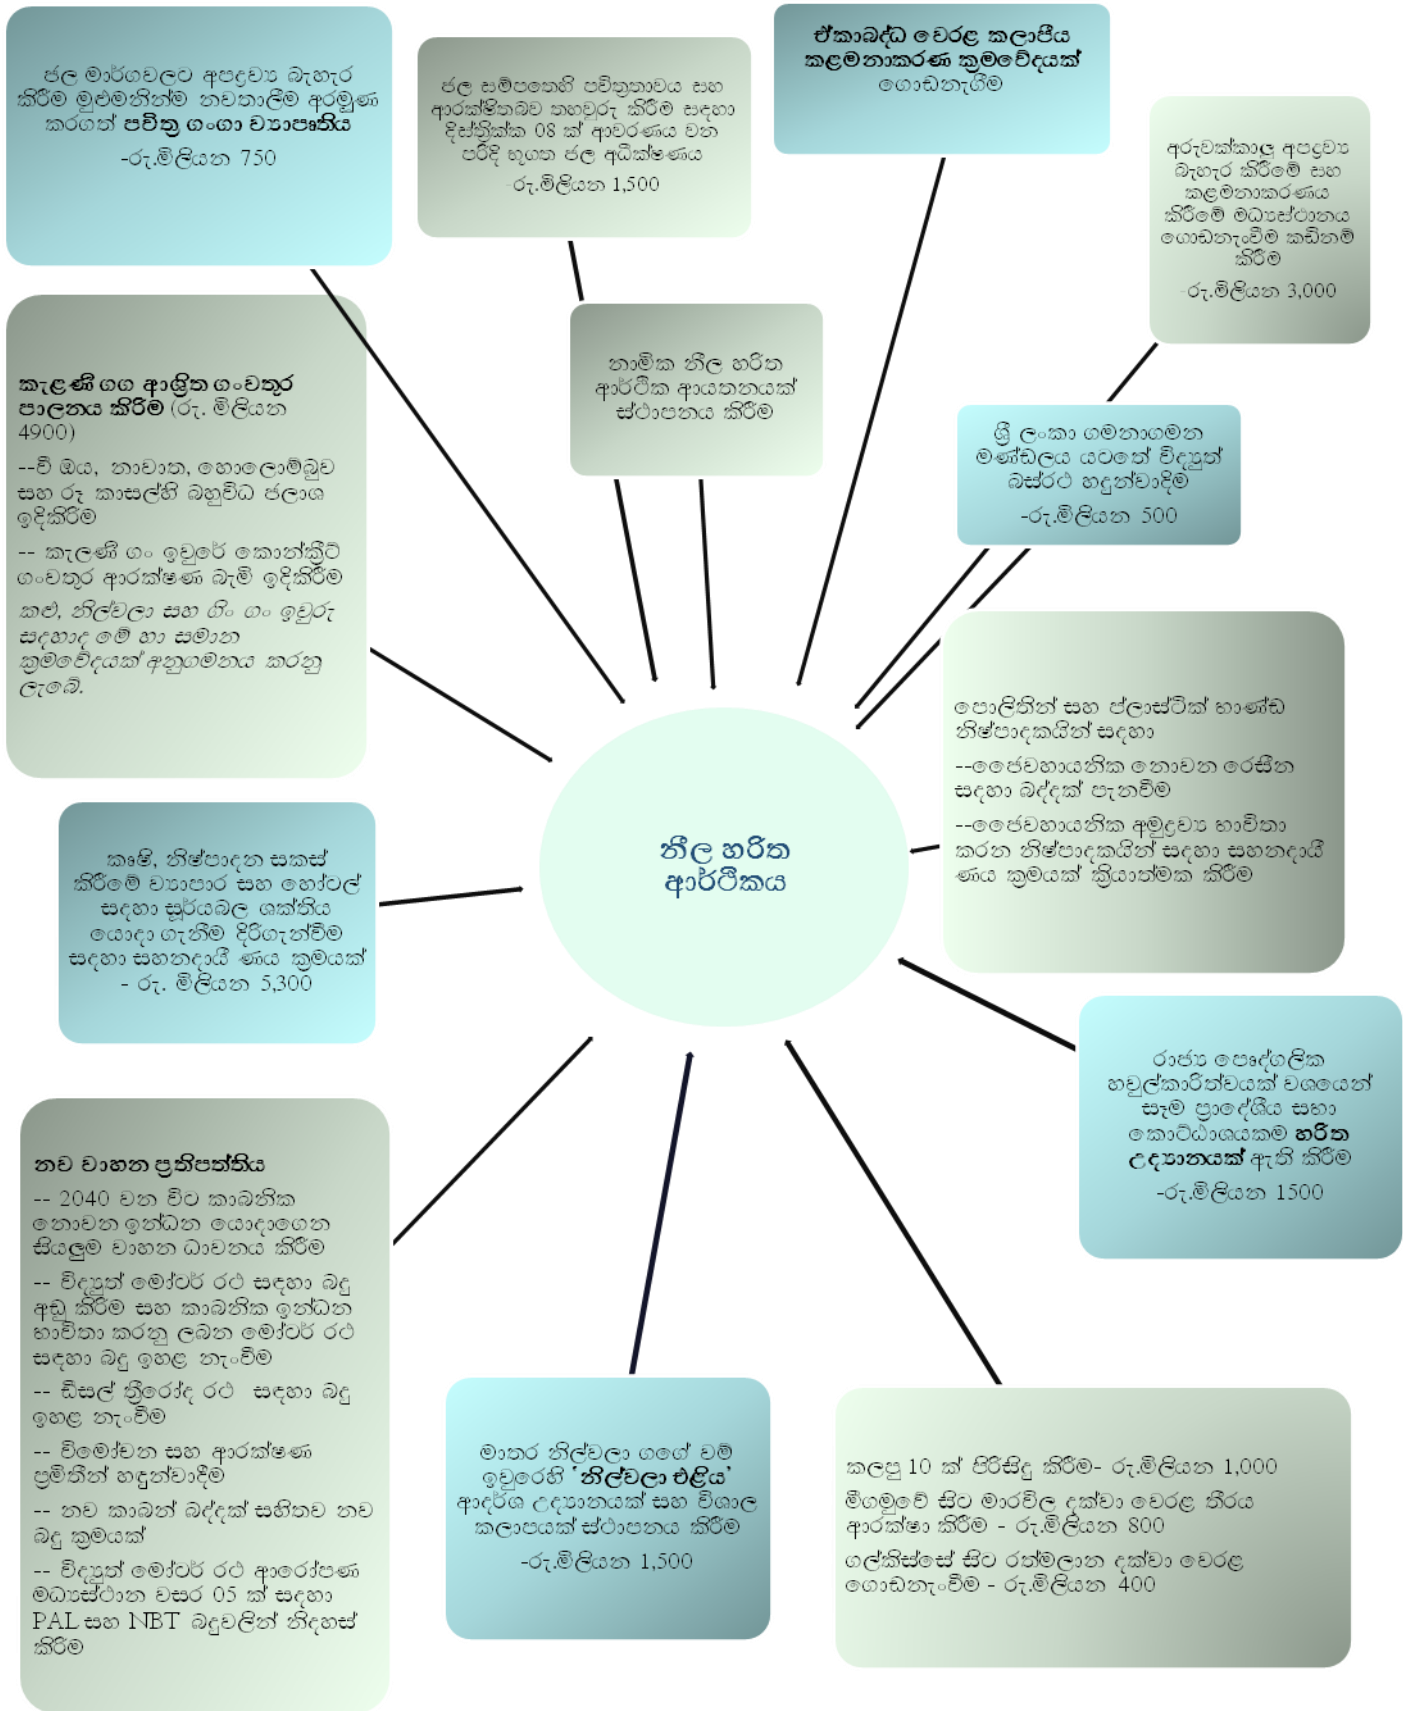 ජල මාර්ගවලට අපද්‍රව්‍ය බැහැර
කිරීම මුළුමනින්ම නවතාලීම අරමුණ
කරගත් පවිත්‍ර ගංගා ව්‍යාපෘතිය
-රු.මිලියන 750
ජල සම්පතෙහි පවිත්‍රතාවය සහ
ආරක්ෂිතබව තහවුරු කිරීම සඳහා
දිස්ත්‍රික්ක 08 ක් ආවරණය වන
පරිදි භූගත ජල අධීක්ෂණය
-රු.මිලියන 1,500
ඒකාබද්ධ වෙරළ කලාපීය
කළමනාකරණ ක්‍රමවේදයක්
ගොඩනැගීම
අරුවක්කාලු අපද්‍රව්‍ය
බැහැර කිරීමේ සහ
කළමනාකරණය
කිරීමේ මධ්‍යස්ථානය
ගොඩනැංවීම කඩිනම්
කිරීම
-රු.මිලියන 3,000
නාමික නීල හරිත
ආර්ථික ආයතනයක්
ස්ථාපනය කිරීම
ශ්‍රී ලංකා ගමනාගමන
මණ්ඩලය යටතේ විද්‍යුත්
බස්රථ හඳුන්වාදිම
-රු.මිලියන 500
කැළණි ගග ආශ්‍රිත ගංවතුර
පාලනය කිරිම (රු. මිලියන
4900)
--වී ඔය, නාවාත, හොලොම්බුව
සහ රූ කාසල්හි බහුවිධ ජලාශ
ඉදිකිරිම
-- කැලණි ගං ඉවුරේ කොන්ක්‍රීට්
ගංවතුර ආරක්ෂණ බැමි ඉදිකිරීම
කළු, නිල්වලා සහ ගිං ගං ඉවුරු
සඳහාද මේ හා සමාන
ක්‍රමවේදයක් අනුගමනය කරනු
ලැබේ.
පොලිතින් සහ ප්ලාස්ටික් භාණ්ඩ
නිෂ්පාදකයින් සඳහා
--ජෛවහායනික නොවන රෙසීන
සඳහා බද්දක් පැනවීම
--ජෛවහායනික අමුද්‍රව්‍ය භාවිතා
කරන නිෂ්පාදකයින් සඳහා සහනදායී
ණය ක්‍රමයක් ක්‍රියාත්මක කිරීම
නීල හරිත
ආර්ථිකය
කෘෂි, නිෂ්පාදන සකස්
කිරීමේ ව්‍යාපාර සහ හෝටල්
සඳහා සූර්යබල ශක්තිය
යොදා ගැනීම දිරිගැන්වීම
සඳහා සහනදායී ණය ක්‍රමයක්
- රු. මිලියන 5,300
රාජ්‍ය පෞද්ගලික
හවුල්කාරිත්වයක් වශයෙන්
සෑම ප්‍රාදේශීය සභා
කොට්ඨාශයකම හරිත
උද්‍යානයක් ඇති කිරීම
-රු.මිලියන 1500
නව වාහන ප්‍රතිපත්තිය
-- 2040 වන විට කාබනික
නොවන ඉන්ධන යොදාගෙන
සියලුම වාහන ධාවනය කිරීම
-- විද්‍යුත් මෝටර් රථ සඳහා බදු
අඩු කිරිම සහ කාබනික ඉන්ධන
භාවිතා කරනු ලබන මෝටර් රථ
සඳහා බදු ඉහළ නැංවීම
-- ඩීසල් ත්‍රීරෝද රථ සඳහා බදු
ඉහළ නැංවීම
-- විමෝචන සහ ආරක්ෂණ
ප්‍රමිතීන් හඳුන්වාදීම
-- නව කාබන් බද්දක් සහිතව නව
බදු ක්‍රමයක්
-- විද්‍යුත් මෝටර් රථ ආරෝපණ
මධ්‍යස්ථාන වසර 05 ක් සඳහා
PAL සහ NBT බදුවලින් නිදහස්
කිරිම
මාතර නිල්වලා ගගේ වම්
ඉවුරෙහි ‘නිල්වලා එළිය’
ආදර්ශ උද්‍යානයක් සහ විශාල
කලාපයක් ස්ථාපනය කිරීම
-රු.මිලියන 1,500
කලපු 10 ක් පිරිසිදු කිරීම- රු.මිලියන 1,000
මීගමුවේ සිට මාරවිල දක්වා වෙරළ තීරය
ආරක්ෂා කිරීම - රු.මිලියන 800
ගල්කිස්සේ සිට රත්මලාන දක්වා වෙරළ
ගොඩනැංවීම - රු.මිලියන 400